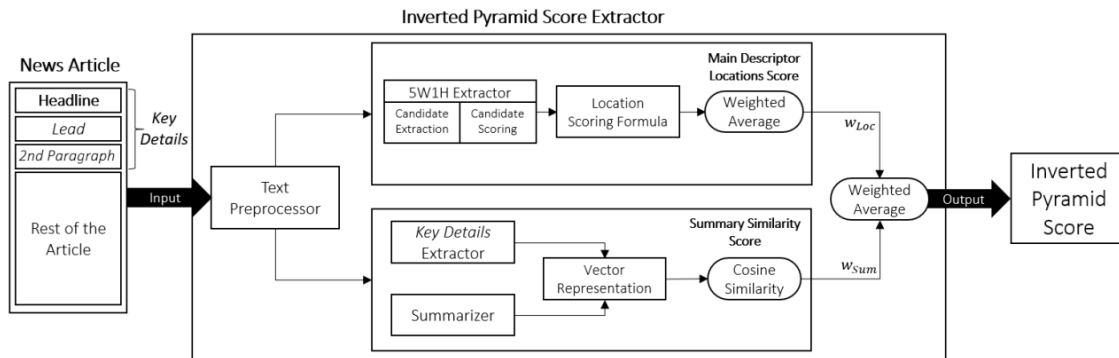 Inverted Pyramid Score Extractor
News Article
Headline
Lead
2nd Paragraph
Rest of the
Article
Key
Details
Input
Text
Preprocessor
5W1H Extractor
Candidate
Extraction
Candidate
Scoring
Location
Scoring Formula
Main Descriptor
Locations Score
Weighted
Average
w_Loc
Key Details
Extractor
Summarizer
Vector
Representation
Summary Similarity
Score
Cosine
Similarity
w_Sum
Weighted
Average
Output
Inverted
Pyramid
Score